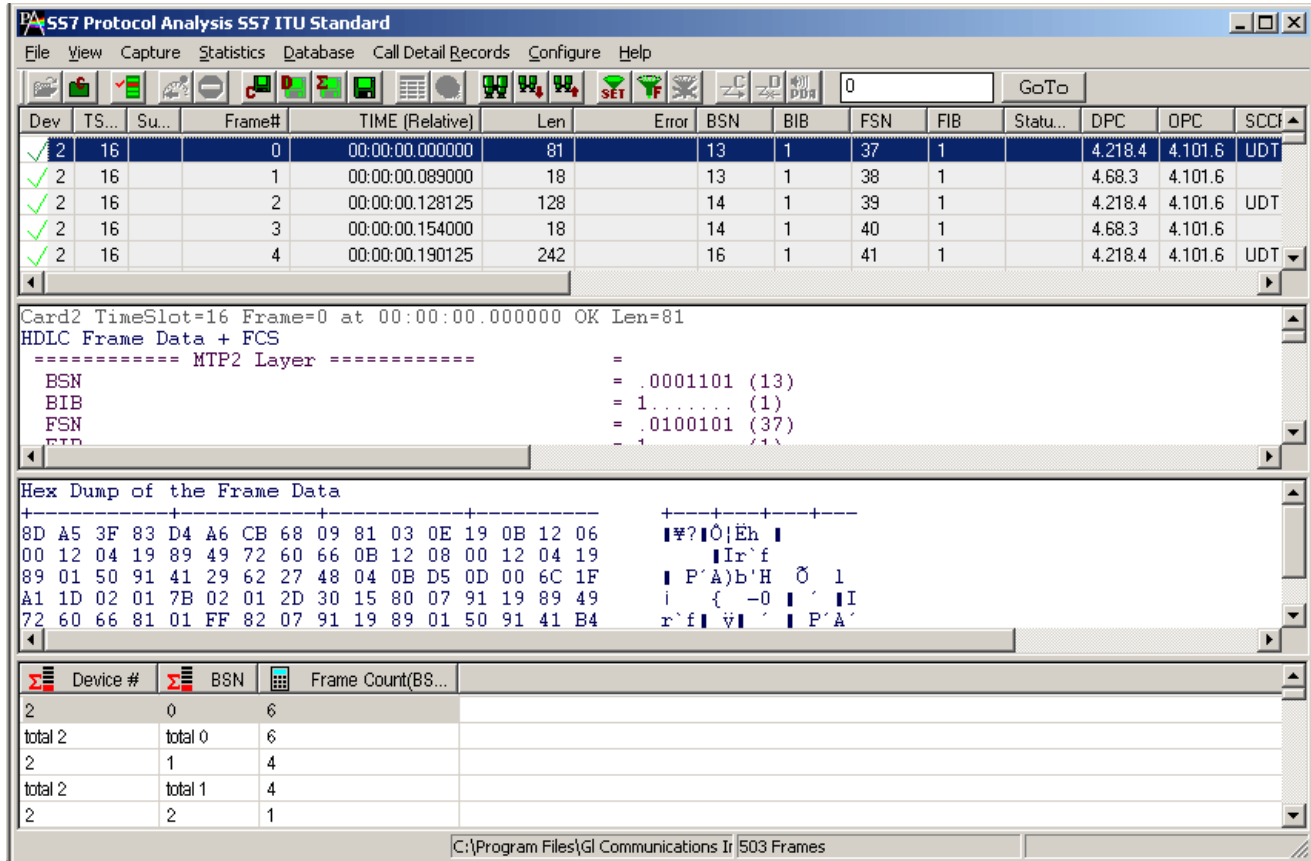 SS7 Protocol Analysis SS7 ITU Standard
File View Capture Statistics Database Call Detail Records Configure Help
0 GoTo
Dev TS... Su... Frame# TIME (Relative) Len Error BSN BIB FSN FIB Statu... DPC OPC SCCF
2 16 0 00:00:00.000000 81 13 1 37 1 4.218.4 4.101.6 UDT
2 16 1 00:00:00.089000 18 13 1 38 1 4.68.3 4.101.6
2 16 2 00:00:00.128125 128 14 1 39 1 4.218.4 4.101.6 UDT
2 16 3 00:00:00.154000 18 14 1 40 1 4.68.3 4.101.6
2 16 4 00:00:00.190125 242 16 1 41 1 4.218.4 4.101.6 UDT
Card2 TimeSlot=16 Frame=0 at 00:00:00.000000 OK Len=81
HDLC Frame Data + FCS
============ MTP2 Layer ============ =
BSN = .0001101 (13)
BIB = 1....... (1)
FSN = .0100101 (37)
Hex Dump of the Frame Data
+-----------+-----------+-----------+----------- +---+---+---+---
8D A5 3F 83 D4 A6 CB 68 09 81 03 0E 19 0B 12 06
00 12 04 19 89 49 72 60 66 0B 12 08 00 12 04 19
89 01 50 91 41 29 62 27 48 04 0B D5 0D 00 6C 1F
A1 1D 02 01 7B 02 01 2D 30 15 80 07 91 19 89 49
72 60 66 81 01 FF 82 07 91 19 89 01 50 91 41 B4
Device # BSN Frame Count(BS...
2 0 6
total 2 total 0 6
2 1 4
total 2 total 1 4
2 2 1
C:\Program Files\Gl Communications In 503 Frames